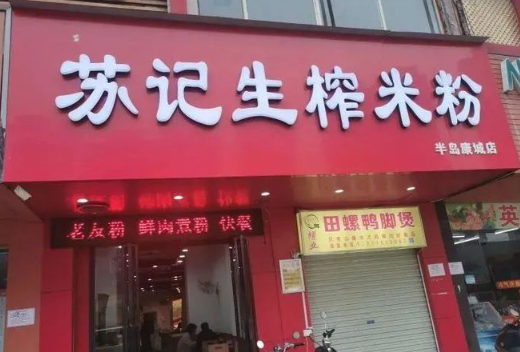 苏记生榨米粉
半岛康城店
老友粉 鲜肉煮粉 快餐
田螺鸭脚煲
英